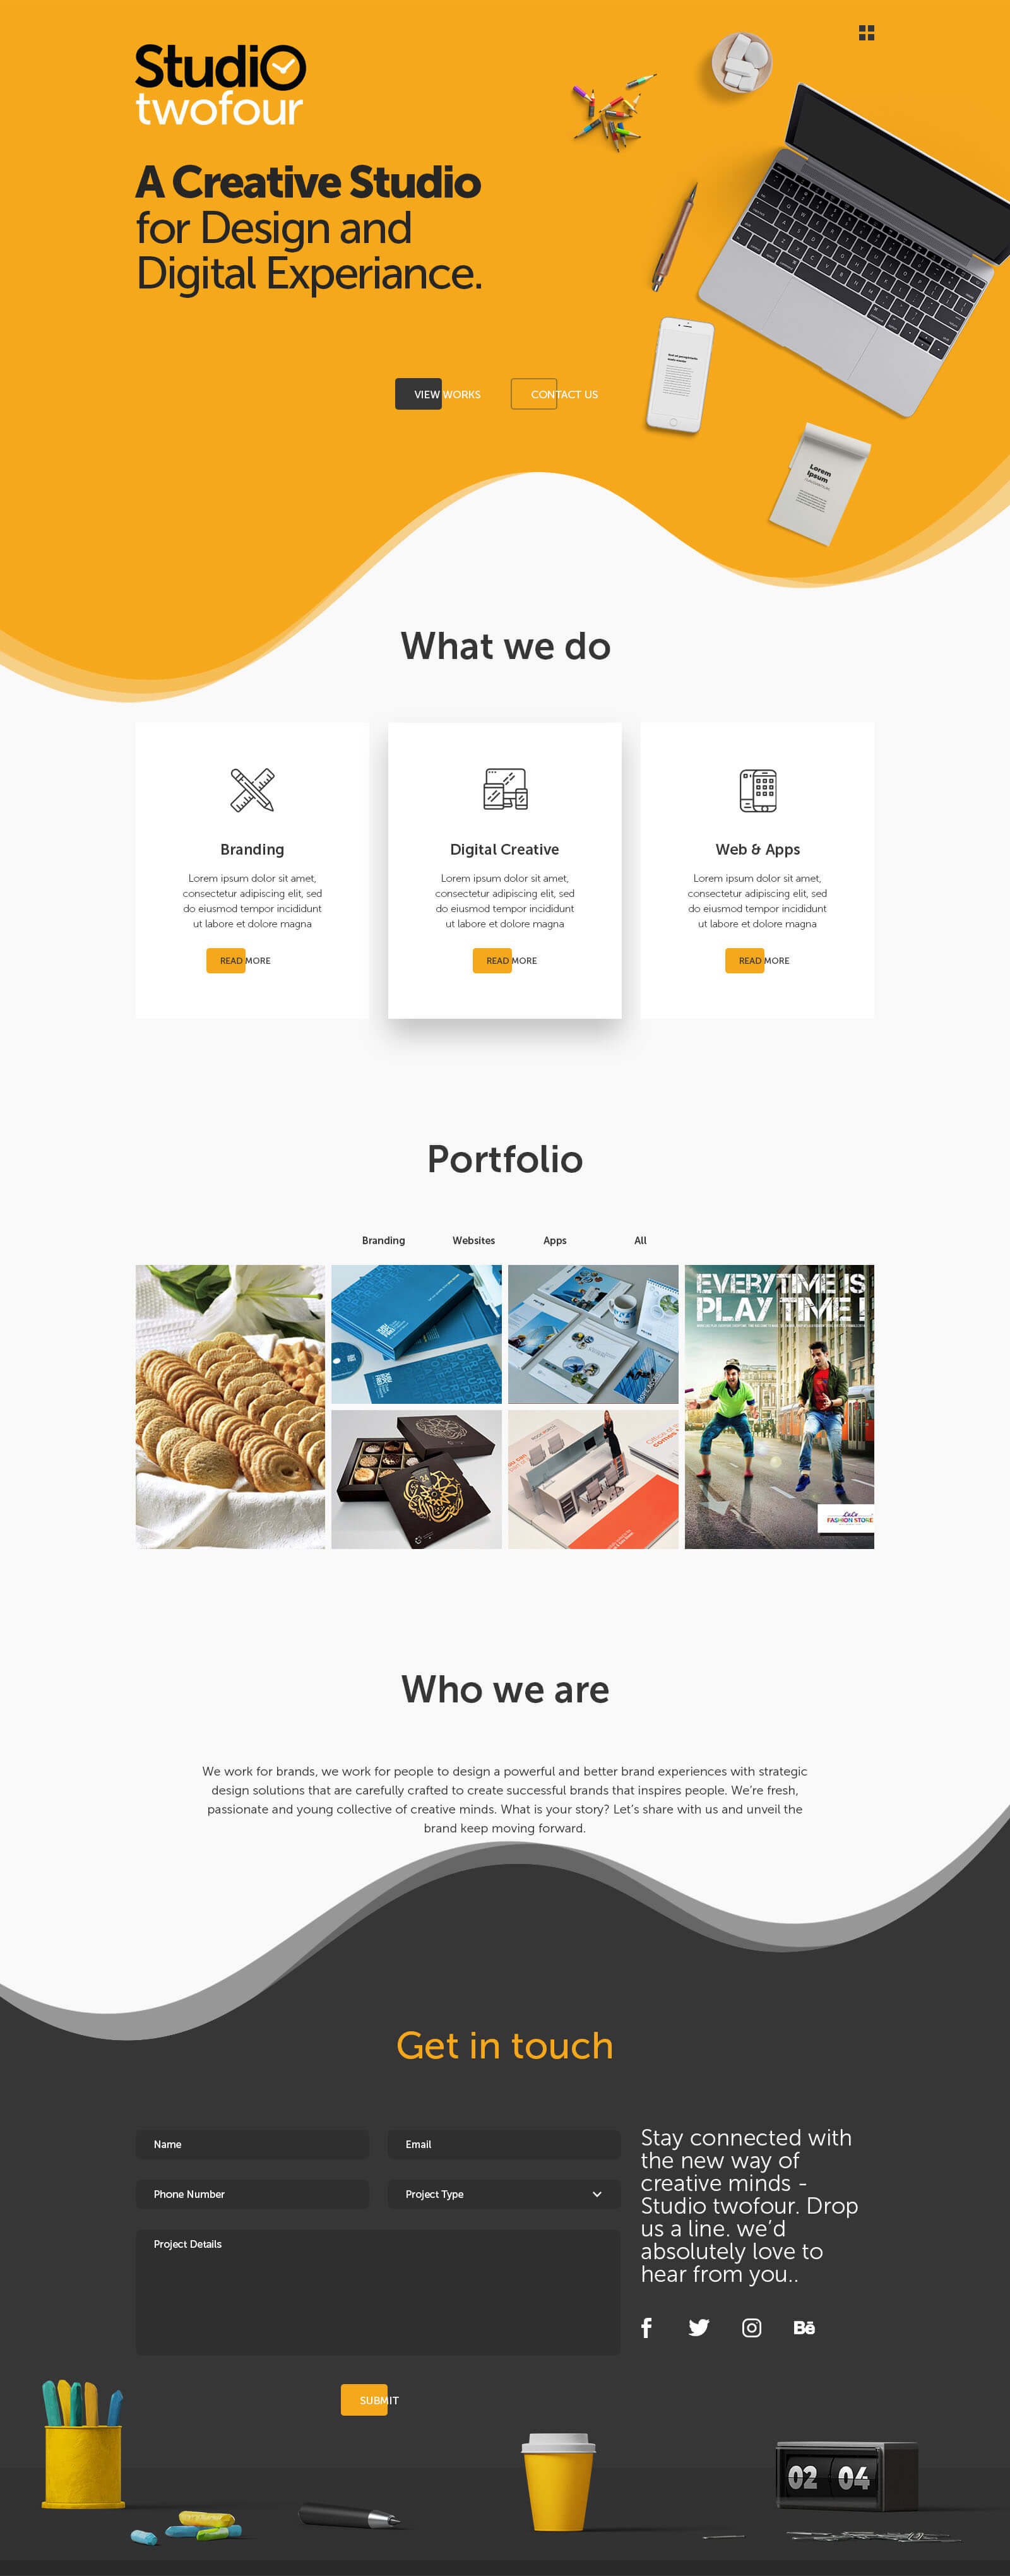 StudiO
twofour
A Creative Studio
for Design and
Digital Experiance.
VIEW WORKS
CONTACT US
Lorem
Ipsum
What we do
Branding
Lorem ipsum dolor sit amet,
consectetur adipiscing elit, sed
do eiusmod tempor incididunt
ut labore et dolore magna
READ MORE
Digital Creative
Lorem ipsum dolor sit amet,
consectetur adipiscing elit, sed
do eiusmod tempor incididunt
ut labore et dolore magna
READ MORE
Web & Apps
Lorem ipsum dolor sit amet,
consectetur adipiscing elit, sed
do eiusmod tempor incididunt
ut labore et dolore magna
READ MORE
Portfolio
Branding
Websites
Apps
All
EVERYTIME IS
PLAY TIME !
FASHION STORE
Who we are
We work for brands, we work for people to design a powerful and better brand experiences with strategic
design solutions that are carefully crafted to create successful brands that inspires people. We’re fresh,
passionate and young collective of creative minds. What is your story? Let’s share with us and unveil the
brand keep moving forward.
Get in touch
Name
Email
Phone Number
Project Type
Project Details
SUBMIT
Stay connected with
the new way of
creative minds -
Studio twofour. Drop
us a line. we’d
absolutely love to
hear from you..
Bē
02 04